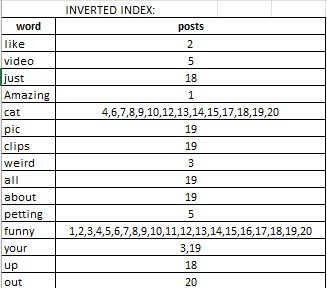 INVERTED INDEX:
word posts
like 2
video 5
just 18
Amazing 1
cat 4,6,7,8,9,10,12,13,14,15,17,18,19,20
pic 19
clips 19
weird 3
all 19
about 19
petting 5
funny 1,2,3,4,5,6,7,8,9,10,11,12,13,14,15,16,17,18,19,20
your 3,19
up 18
out 20